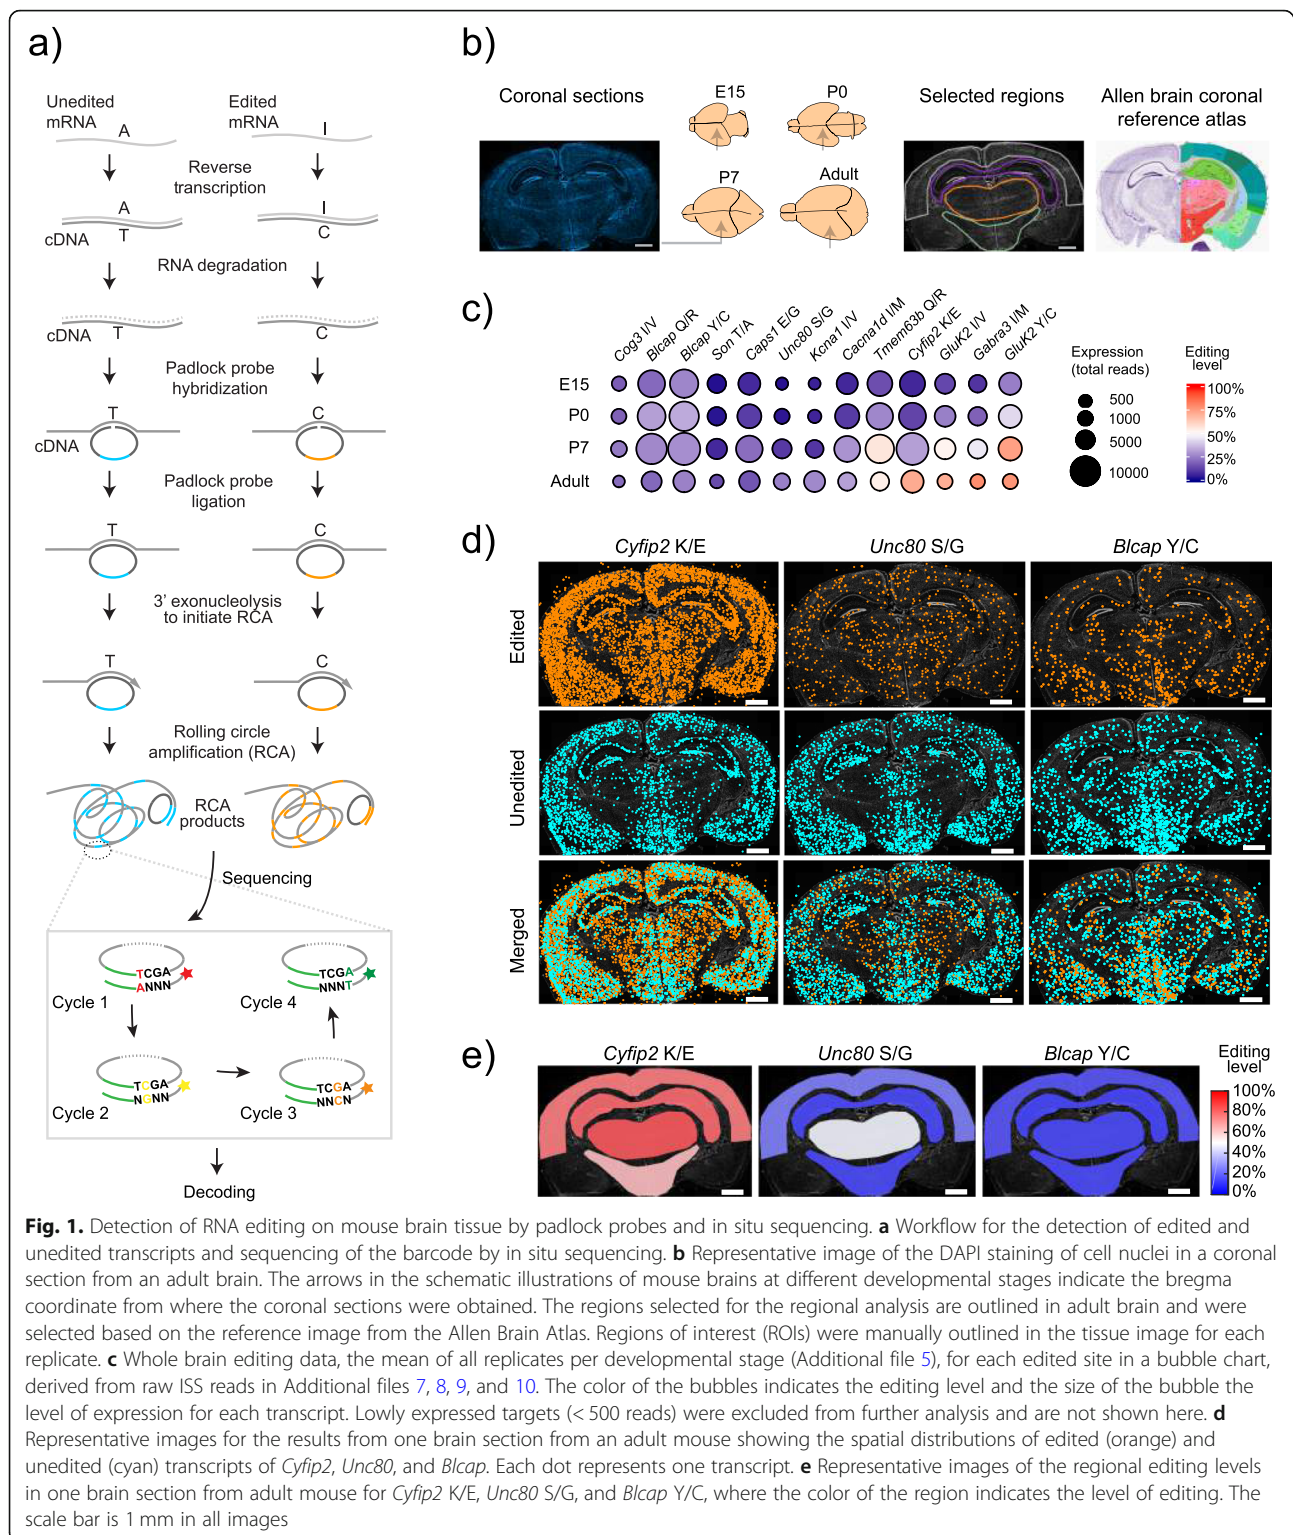 a)
Unedited
mRNA
A
Edited
mRNA
I
Reverse
transcription
A
T
cDNA
I
C
RNA degradation
cDNA
T
C
Padlock probe
hybridization
T
C
cDNA
Padlock probe
ligation
T
C
3' exonucleolysis
to initiate RCA
T
C
Rolling circle
amplification (RCA)
RCA
products
Sequencing
TCGA
ANNN
Cycle 1
TCGA
NNNT
Cycle 4
TCGA
NGNN
Cycle 2
TCGA
NNCN
Cycle 3
Decoding
b)
Coronal sections
E15
P0
P7
Adult
Selected regions
Allen brain coronal
reference atlas
c)
Cog3 I/V
Blcap Q/R
Blcap Y/C
Son T/A
Caps1 E/G
Unc80 S/G
Kcna1 I/V
Cacna1d I/M
Tmem63b Q/R
Cyfip2 K/E
GluK2 I/V
Gabra3 I/M
GluK2 Y/C
E15
P0
P7
Adult
Expression
(total reads)
500
1000
5000
10000
Editing
level
100%
75%
50%
25%
0%
d)
Cyfip2 K/E
Unc80 S/G
Blcap Y/C
Edited
Unedited
Merged
e)
Cyfip2 K/E
Unc80 S/G
Blcap Y/C
Editing
level
100%
80%
60%
40%
20%
0%
Fig. 1. Detection of RNA editing on mouse brain tissue by padlock probes and in situ sequencing. a Workflow for the detection of edited and
unedited transcripts and sequencing of the barcode by in situ sequencing. b Representative image of the DAPI staining of cell nuclei in a coronal
section from an adult brain. The arrows in the schematic illustrations of mouse brains at different developmental stages indicate the bregma
coordinate from where the coronal sections were obtained. The regions selected for the regional analysis are outlined in adult brain and were
selected based on the reference image from the Allen Brain Atlas. Regions of interest (ROIs) were manually outlined in the tissue image for each
replicate. c Whole brain editing data, the mean of all replicates per developmental stage (Additional file 5), for each edited site in a bubble chart,
derived from raw ISS reads in Additional files 7, 8, 9, and 10. The color of the bubbles indicates the editing level and the size of the bubble the
level of expression for each transcript. Lowly expressed targets (< 500 reads) were excluded from further analysis and are not shown here. d
Representative images for the results from one brain section from an adult mouse showing the spatial distributions of edited (orange) and
unedited (cyan) transcripts of Cyfip2, Unc80, and Blcap. Each dot represents one transcript. e Representative images of the regional editing levels
in one brain section from adult mouse for Cyfip2 K/E, Unc80 S/G, and Blcap Y/C, where the color of the region indicates the level of editing. The
scale bar is 1 mm in all images